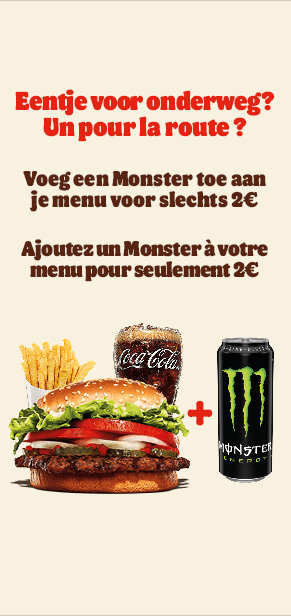 Eentje voor onderweg?
Un pour la route ?
Voeg een Monster toe aan
je menu voor slechts 2€
Ajoutez un Monster à votre
menu pour seulement 2€
Coca-Cola
MONSTER
ENERGY